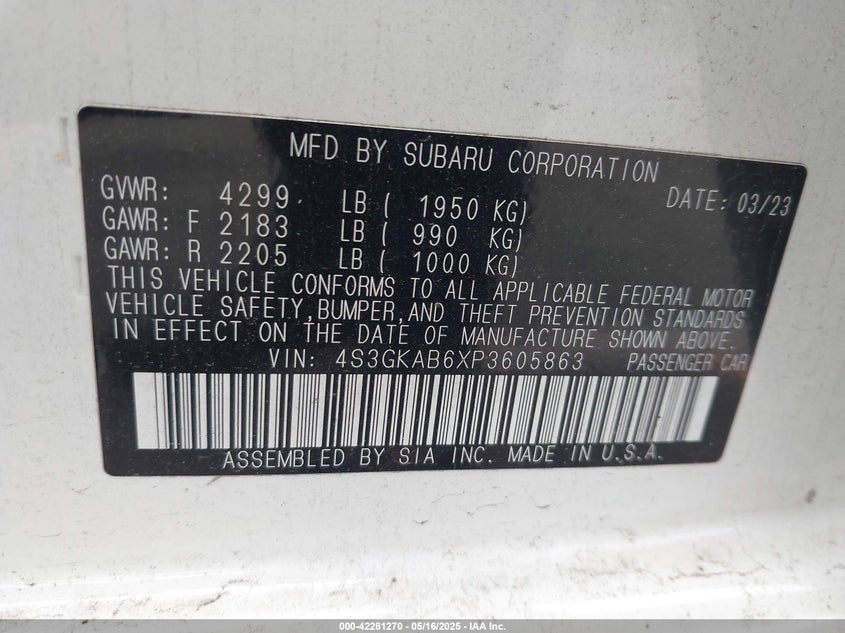 MFD BY SUBARU CORPORATION
GVWR: 4299 LB ( 1950 KG) DATE: 03/23
GAWR: F 2183 LB ( 990 KG)
GAWR: R 2205 LB ( 1000 KG)
THIS VEHICLE CONFORMS TO ALL APPLICABLE FEDERAL MOTOR
VEHICLE SAFETY, BUMPER, AND THEFT PREVENTION STANDARDS
IN EFFECT ON THE DATE OF MANUFACTURE SHOWN ABOVE.
VIN: 4S3GKAB6XP3605863 PASSENGER CAR
ASSEMBLED BY SIA INC. MADE IN U.S.A.
000-42281270 - 05/16/2025 - IAA Inc.